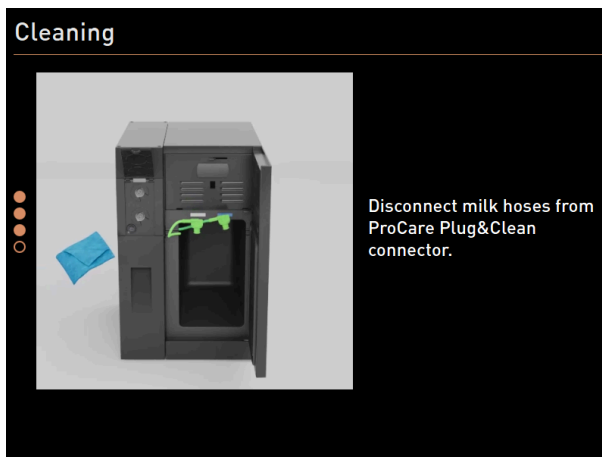 Cleaning
Disconnect milk hoses from
ProCare Plug&Clean
connector.